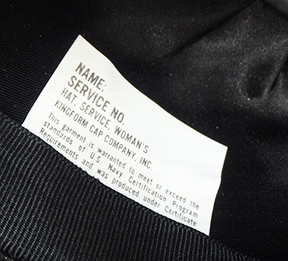 NAME:
SERVICE NO.
HAT, SERVICE, WOMAN'S
KINGFORM CAP COMPANY, INC.
This garment is warranted to meet or exceed the
standards of U.S. Navy Certification Program
Requirements and was produced under Certificate